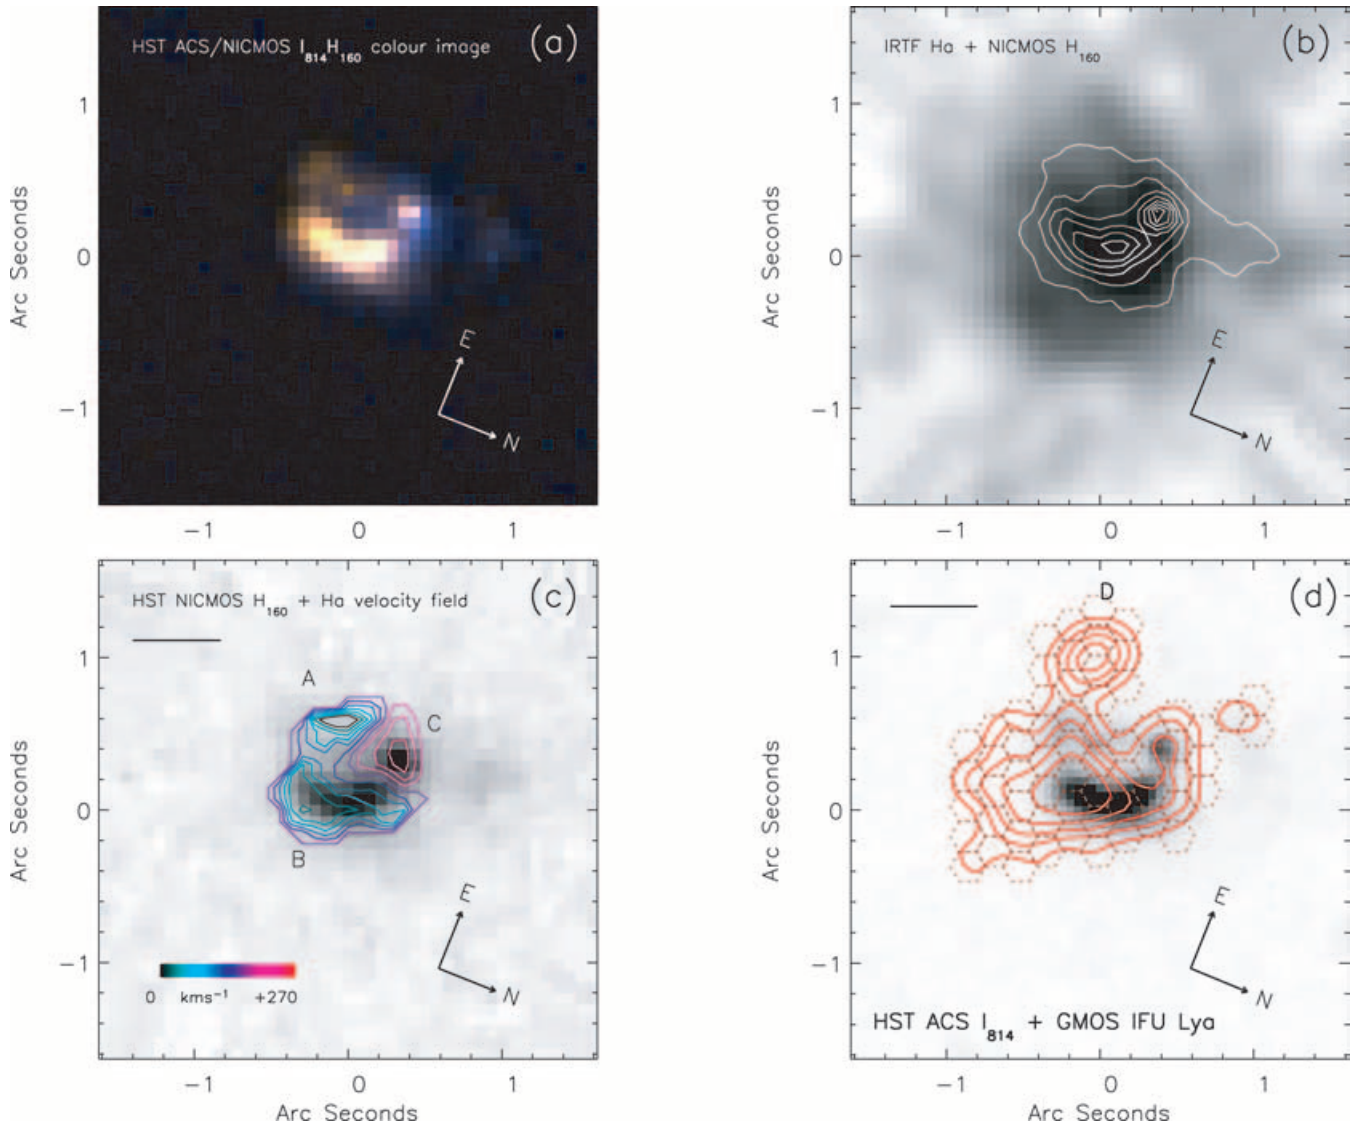 HST ACS/NICMOS I814H160 colour image (a)
1
0
−1
Arc Seconds
E
N
−1 0 1
IRTF Ha + NICMOS H160 (b)
1
0
−1
Arc Seconds
E
N
−1 0 1
HST NICMOS H160 + Ha velocity field (c)
1
0
−1
Arc Seconds
A
C
B
E
N
0 kms−1 +270
−1 0 1
Arc Seconds
D (d)
1
0
−1
Arc Seconds
E
N
HST ACS I814 + GMOS IFU Lya
−1 0 1
Arc Seconds